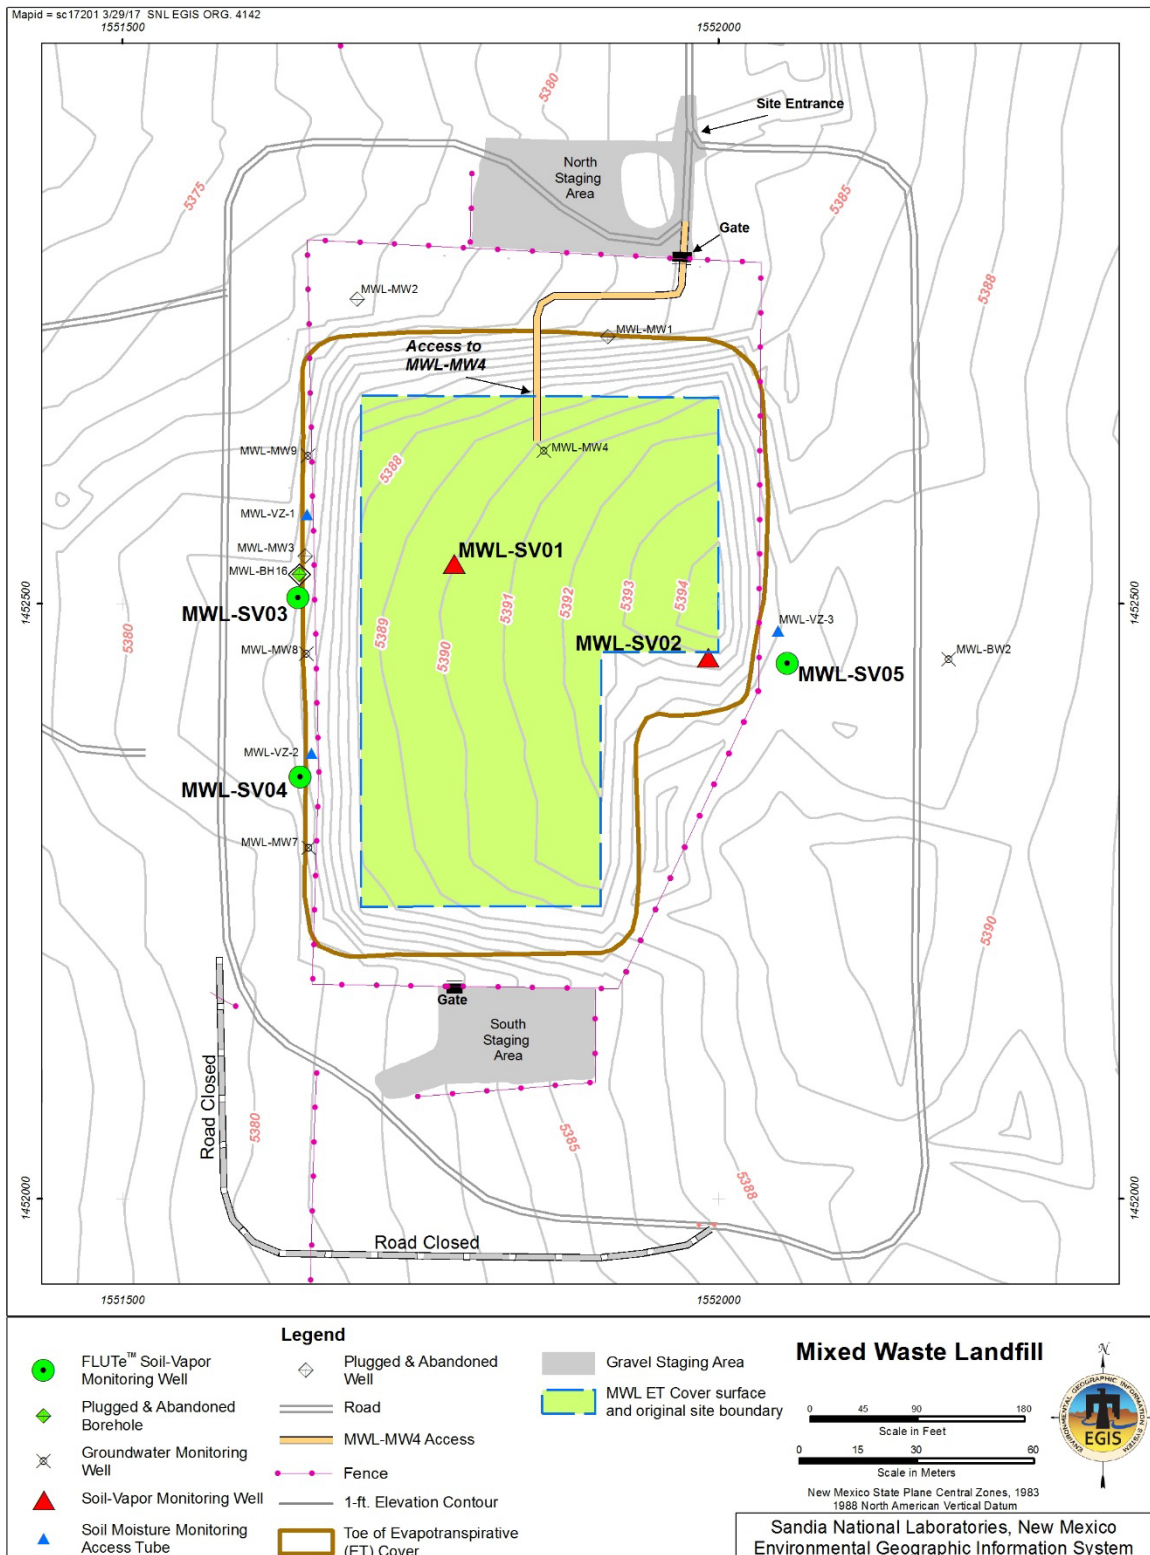 Mapid = sc17201 3/29/17 SNL EGIS ORG. 4142
1551500
1552000
5380
Site Entrance
North
Staging
Area
5375
5385
Gate
5388
MWL-MW2
MWL-MW1
Access to
MWL-MW4
MWL-MW9
5388
MWL-MW4
MWL-VZ-1
MWL-MW3
MWL-SV01
MWL-BH16
1452500
MWL-SV03
5380
5389
5390
5391
5392
5393
5394
1452500
MWL-VZ-3
MWL-MW8
MWL-SV02
MWL-SV05
MWL-BW2
MWL-VZ-2
MWL-SV04
MWL-MW7
5390
Gate
South
Staging
Area
Road Closed
5380
5385
5388
1452000
1452000
Road Closed
1551500
1552000
Legend
FLUTe™ Soil-Vapor
Monitoring Well
Plugged & Abandoned
Borehole
Groundwater Monitoring
Well
Soil-Vapor Monitoring Well
Soil Moisture Monitoring
Access Tube
Plugged & Abandoned
Well
Road
MWL-MW4 Access
Fence
1-ft. Elevation Contour
Toe of Evapotranspirative
(ET) Cover
Gravel Staging Area
MWL ET Cover surface
and original site boundary
Mixed Waste Landfill
0 45 90 180
Scale in Feet
0 15 30 60
Scale in Meters
New Mexico State Plane Central Zones, 1983
1988 North American Vertical Datum
N
ENVIRONMENTAL GEOGRAPHIC INFORMATION SYSTEM
EGIS
Sandia National Laboratories, New Mexico
Environmental Geographic Information System